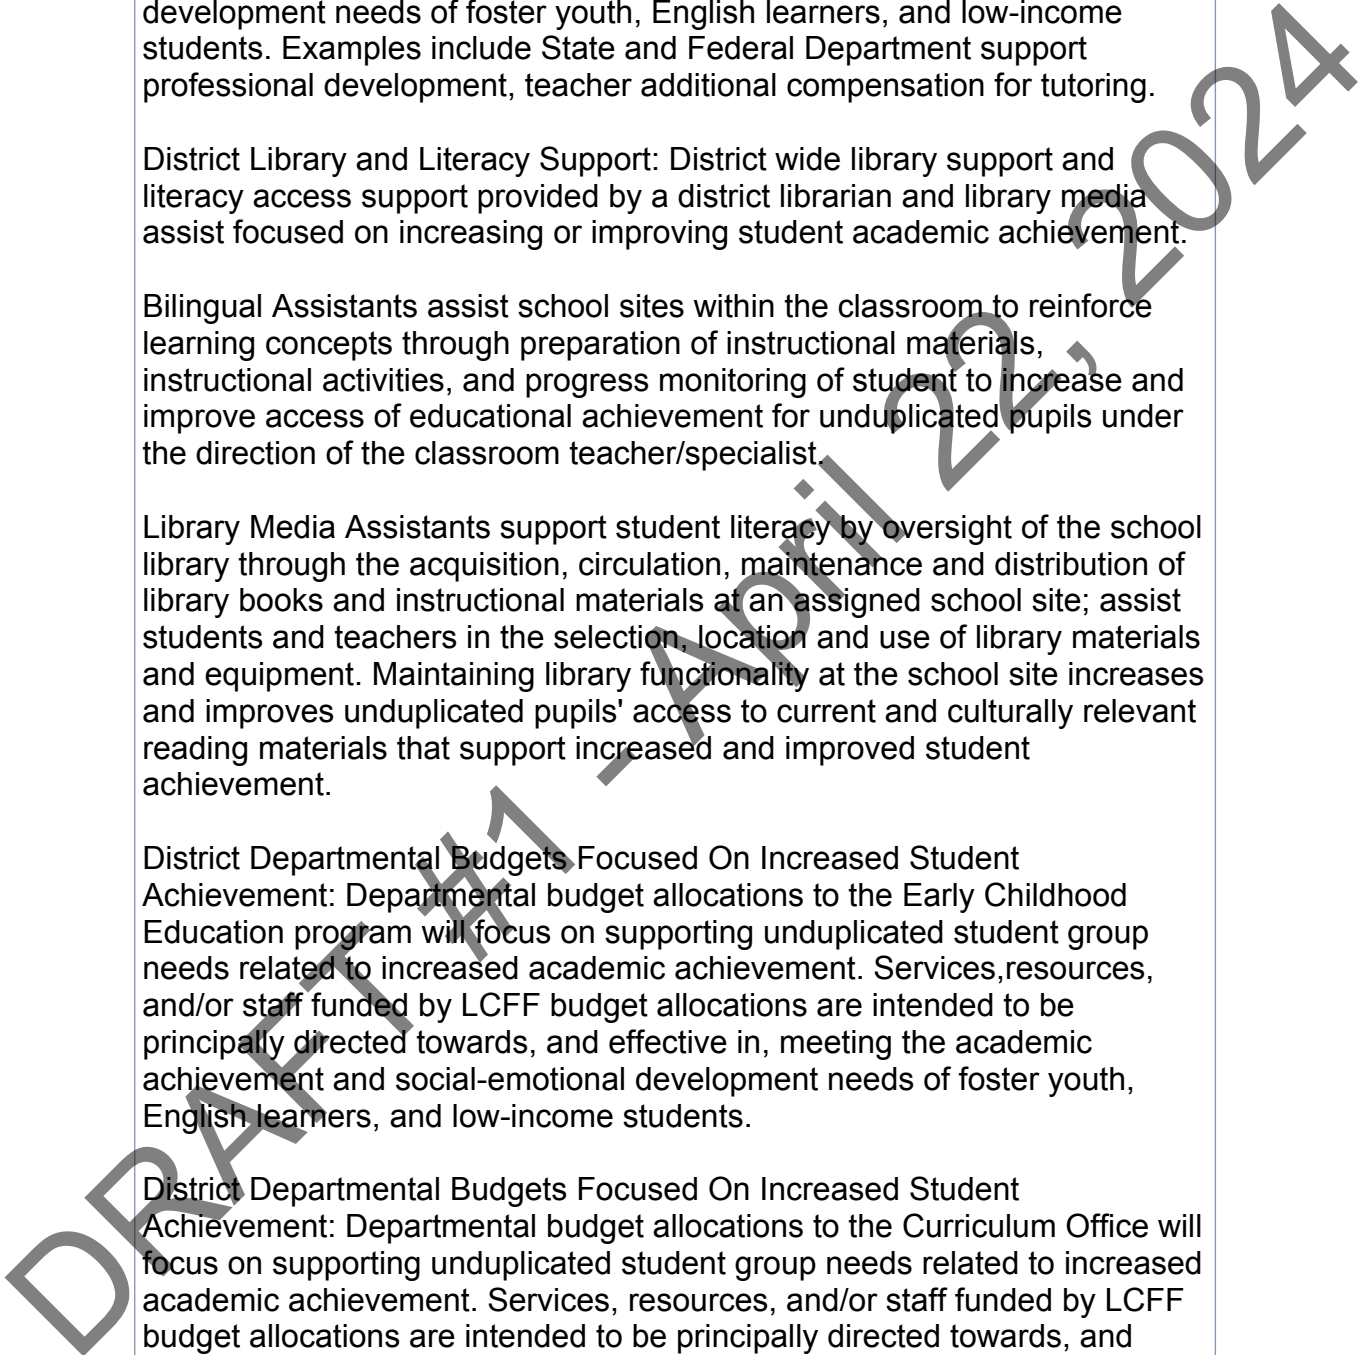 development needs of foster youth, English learners, and low-income
students. Examples include State and Federal Department support
professional development, teacher additional compensation for tutoring.
District Library and Literacy Support: District wide library support and
literacy access support provided by a district librarian and library media
assist focused on increasing or improving student academic achievement.
Bilingual Assistants assist school sites within the classroom to reinforce
learning concepts through preparation of instructional materials,
instructional activities, and progress monitoring of student to increase and
improve access of educational achievement for unduplicated pupils under
the direction of the classroom teacher/specialist.
Library Media Assistants support student literacy by oversight of the school
library through the acquisition, circulation, maintenance and distribution of
library books and instructional materials at an assigned school site; assist
students and teachers in the selection, location and use of library materials
and equipment. Maintaining library functionality at the school site increases
and improves unduplicated pupils' access to current and culturally relevant
reading materials that support increased and improved student
achievement.
District Departmental Budgets Focused On Increased Student
Achievement: Departmental budget allocations to the Early Childhood
Education program will focus on supporting unduplicated student group
needs related to increased academic achievement. Services,resources,
and/or staff funded by LCFF budget allocations are intended to be
principally directed towards, and effective in, meeting the academic
achievement and social-emotional development needs of foster youth,
English learners, and low-income students.
District Departmental Budgets Focused On Increased Student
Achievement: Departmental budget allocations to the Curriculum Office will
focus on supporting unduplicated student group needs related to increased
academic achievement. Services, resources, and/or staff funded by LCFF
budget allocations are intended to be principally directed towards, and
DRAFT #1 - April 22, 2024